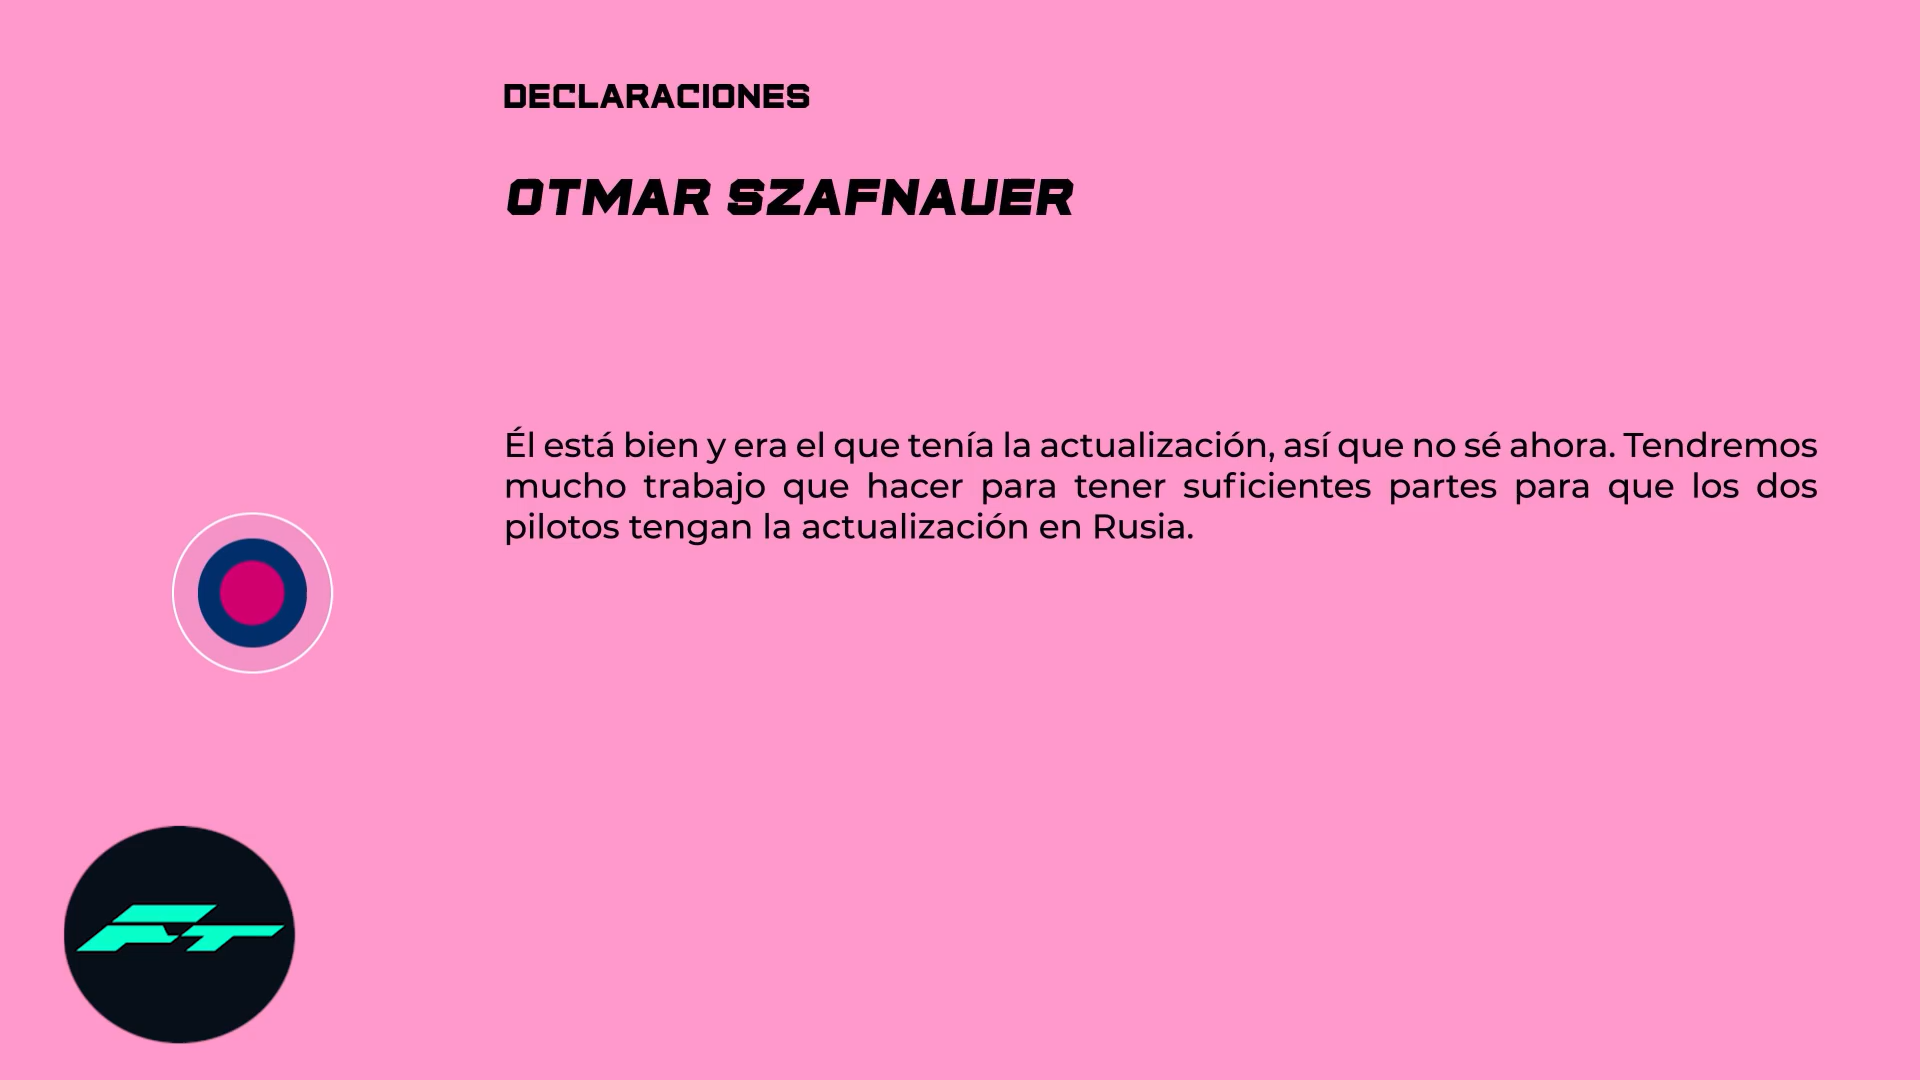 DECLARACIONES
OTMAR SZAFNAUER
Él está bien y era el que tenía la actualización, así que no sé ahora. Tendremos
mucho trabajo que hacer para tener suficientes partes para que los dos
pilotos tengan la actualización en Rusia.
FT